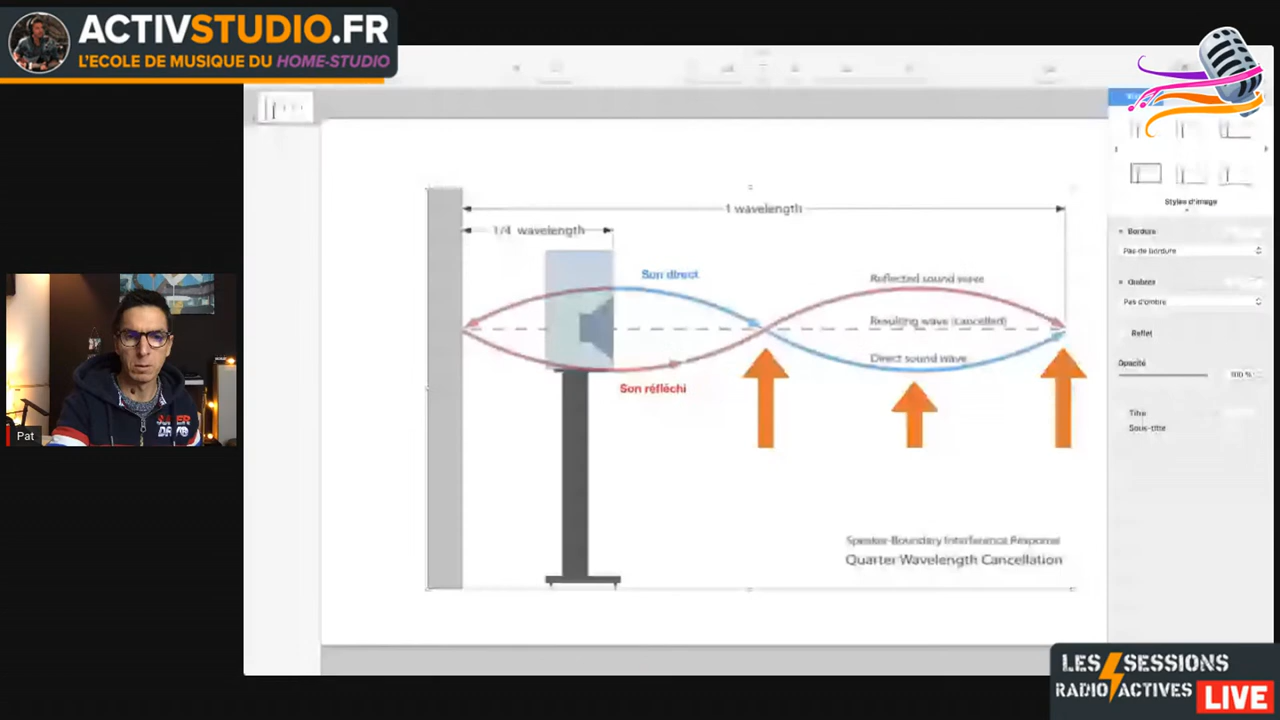 ACTIVSTUDIO.FR
L'ECOLE DE MUSIQUE DU HOME-STUDIO
1 wavelength
1/4 wavelength
Son direct
Reflected sound wave
Resulting wave (cancelled)
Direct sound wave
Son réfléchi
Speaker-Boundary Interference Response
Quarter Wavelength Cancellation
Styles d'image
Bordure
Pas de bordure
Ombres
Pas d'ombre
Reflet
Opacité
100 %
Titre
Sous-titre
Pat
LES SESSIONS
RADIO ACTIVES LIVE